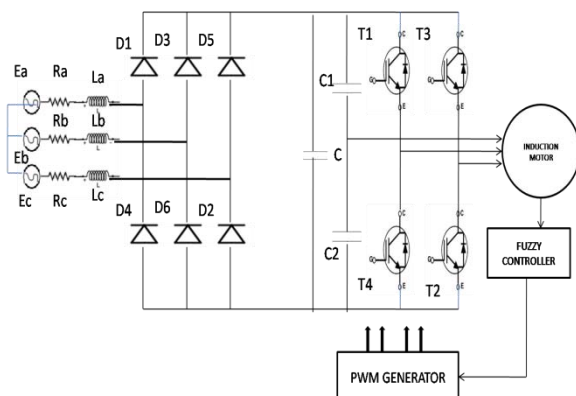 D1 D3 D5
T1 T3
Ea Ra La
C1
Rb Lb
Eb
C
Ec Rc Lc
INDUCTION
MOTOR
D4 D6 D2
C2
T4 T2
FUZZY
CONTROLLER
PWM GENERATOR
C
C
G
G
E
E
C
C
G
G
E
E
L
L
L